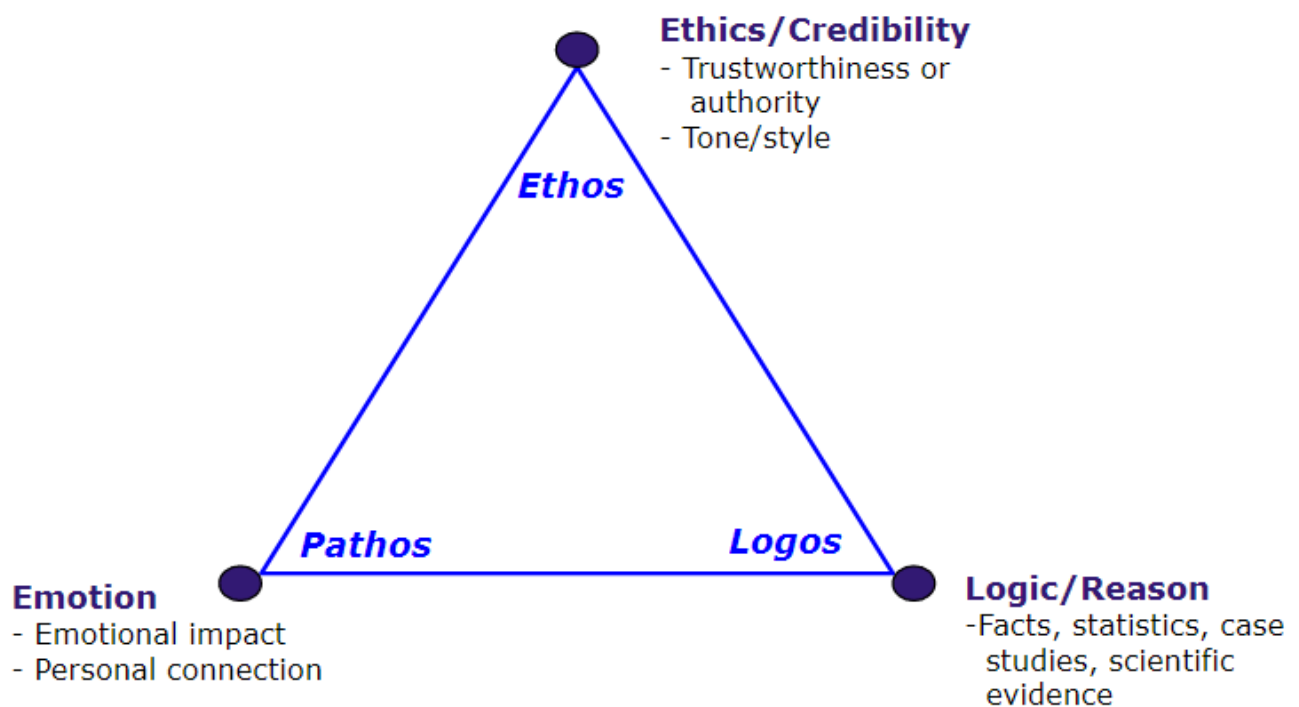 Ethics/Credibility
- Trustworthiness or
authority
- Tone/style
Ethos
Pathos
Logos
Emotion
- Emotional impact
- Personal connection
Logic/Reason
-Facts, statistics, case
studies, scientific
evidence